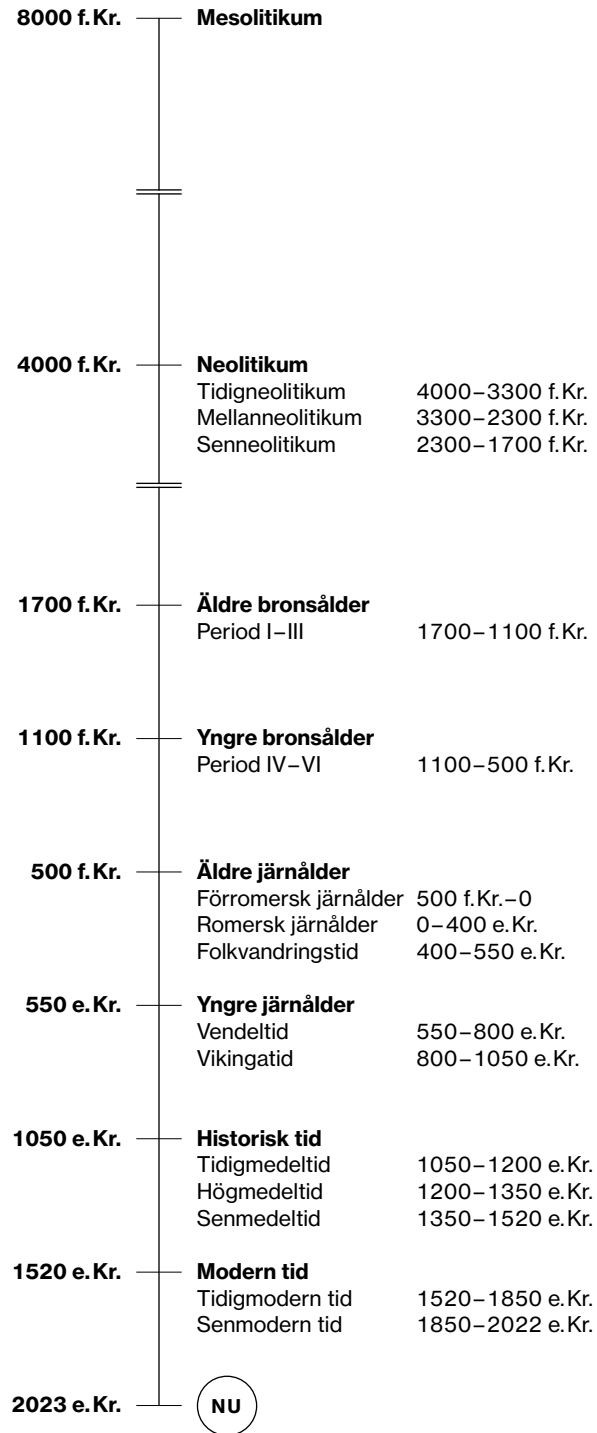 8000 f.Kr. Mesolitikum
4000 f.Kr. Neolitikum
Tidigneolitikum 4000–3300 f.Kr.
Mellanneolitikum 3300–2300 f.Kr.
Senneolitikum 2300–1700 f.Kr.
1700 f.Kr. Äldre bronsålder
Period I–III 1700–1100 f.Kr.
1100 f.Kr. Yngre bronsålder
Period IV–VI 1100–500 f.Kr.
500 f.Kr. Äldre järnålder
Förromersk järnålder 500 f.Kr.–0
Romersk järnålder 0–400 e.Kr.
Folkvandringstid 400–550 e.Kr.
550 e.Kr. Yngre järnålder
Vendeltid 550–800 e.Kr.
Vikingatid 800–1050 e.Kr.
1050 e.Kr. Historisk tid
Tidigmedeltid 1050–1200 e.Kr.
Högmedeltid 1200–1350 e.Kr.
Senmedeltid 1350–1520 e.Kr.
1520 e.Kr. Modern tid
Tidigmodern tid 1520–1850 e.Kr.
Senmodern tid 1850–2022 e.Kr.
2023 e.Kr. NU